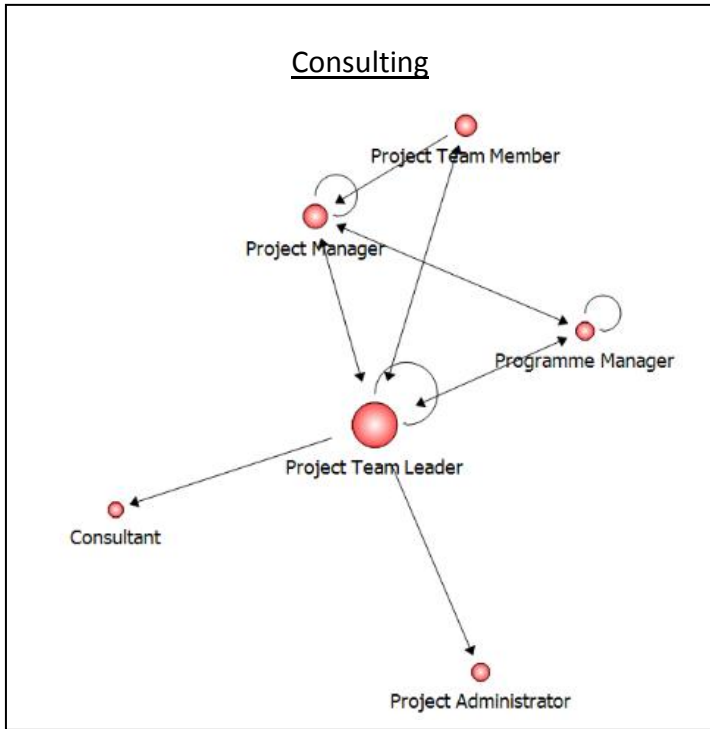 Consulting
Project Team Member
Project Manager
Programme Manager
Project Team Leader
Consultant
Project Administrator